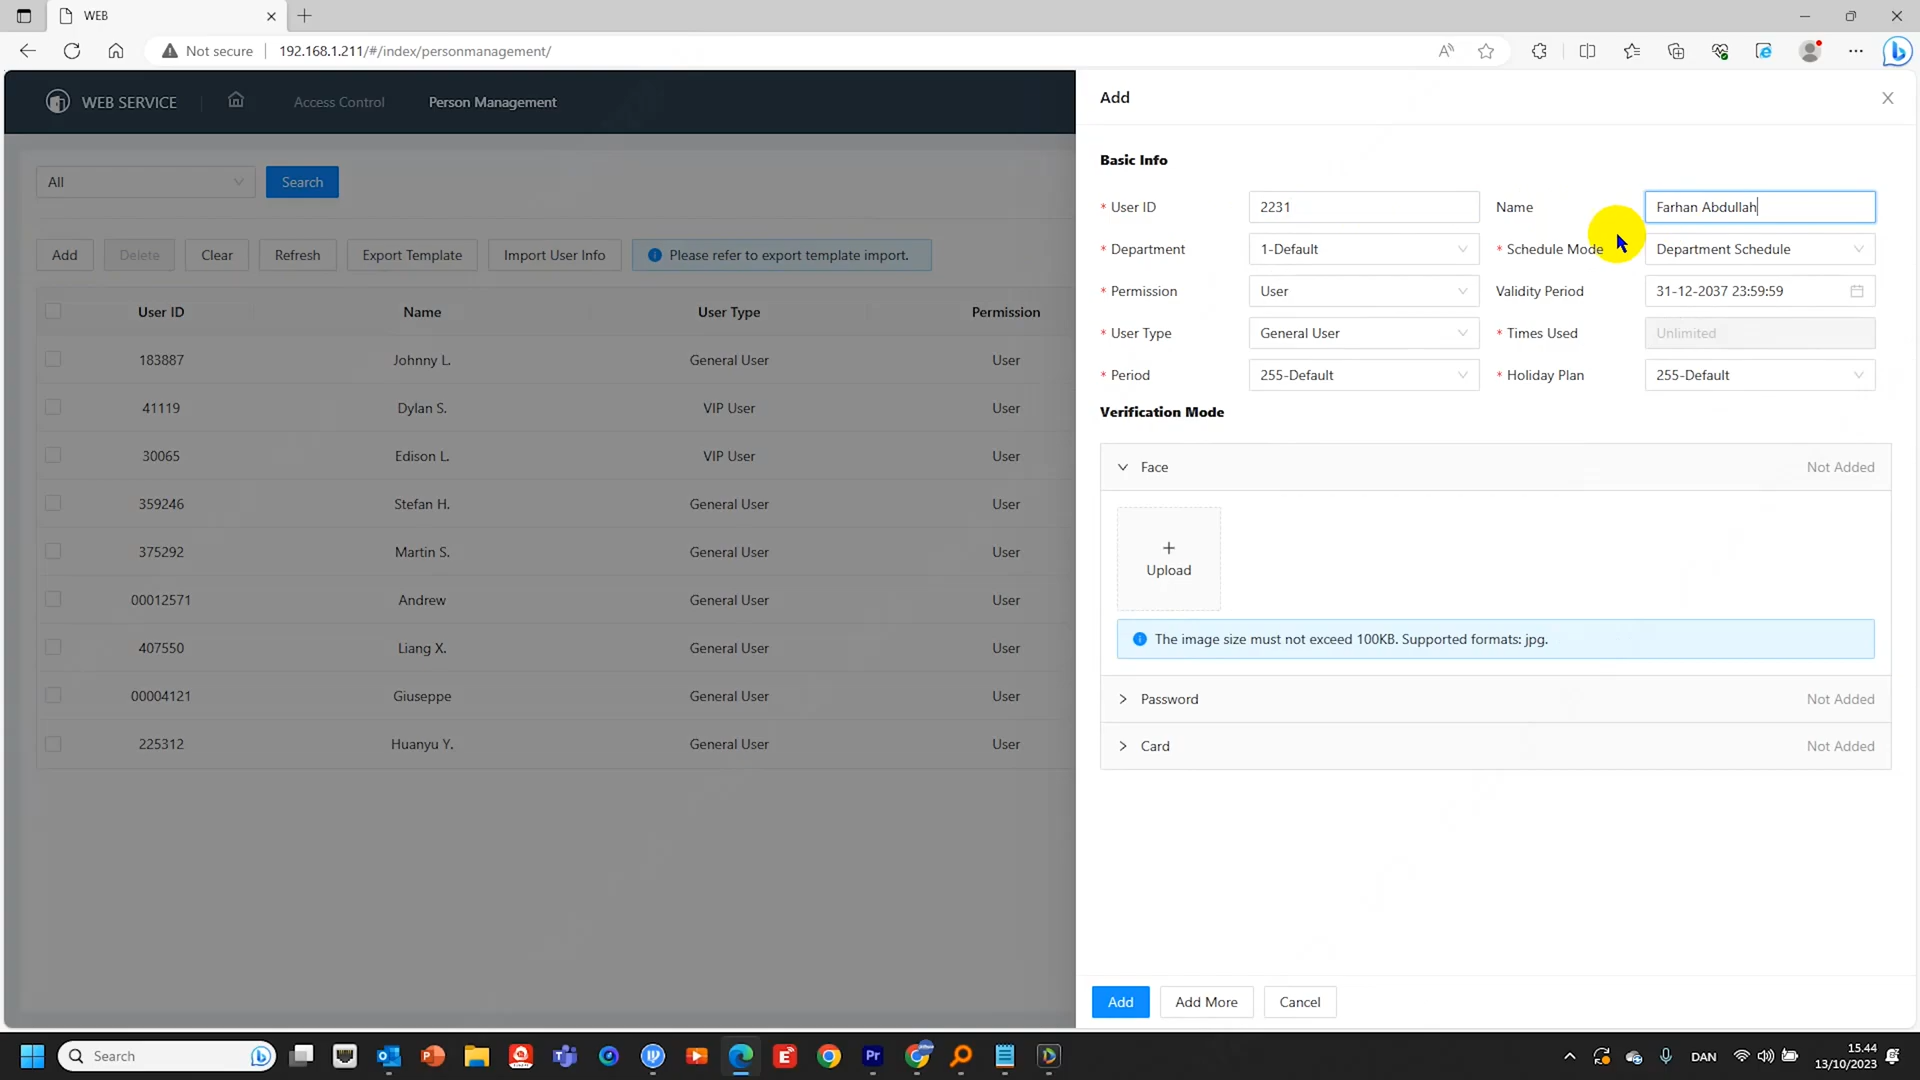 WEB
Not secure
192.168.1.211/#/index/personmanagement/
WEB SERVICE
Access Control
Person Management
All
Search
Add
Delete
Clear
Refresh
Export Template
Import User Info
Please refer to export template import.
User ID Name User Type Permission
183887 Johnny L. General User User
41119 Dylan S. VIP User User
30065 Edison L. VIP User User
359246 Stefan H. General User User
375292 Martin S. General User User
00012571 Andrew General User User
407550 Liang X. General User User
00004121 Giuseppe General User User
225312 Huanyu Y. General User User
Add
Basic Info
* User ID 2231 Name Farhan Abdullah
* Department 1-Default * Schedule Mode Department Schedule
* Permission User Validity Period 31-12-2037 23:59:59
* User Type General User * Times Used Unlimited
* Period 255-Default * Holiday Plan 255-Default
Verification Mode
Face Not Added
+
Upload
The image size must not exceed 100KB. Supported formats: jpg.
Password Not Added
Card Not Added
Add
Add More
Cancel
Search
DAN
15.44
13/10/2023